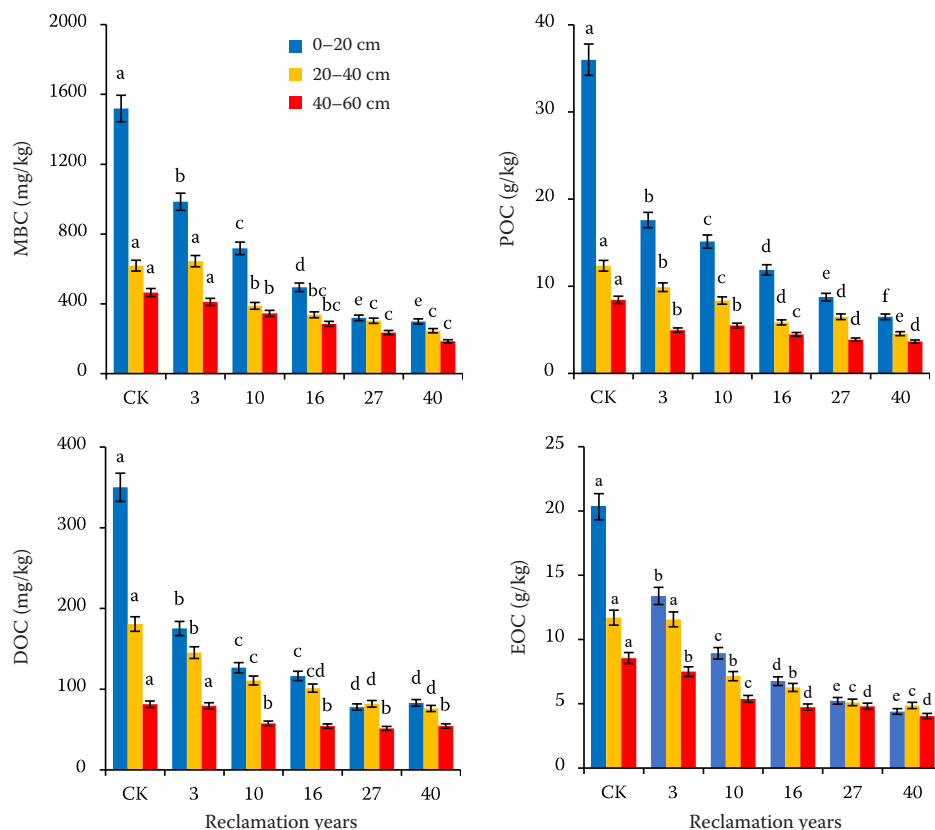 2000
1600
1200
800
400
0
MBC (mg/kg)
0–20 cm
20–40 cm
40–60 cm
a
a
a
b
a
a
c
b
b
d
bc
bc
e
c
c
e
c
c
CK 3 10 16 27 40
40
30
20
10
0
POC (g/kg)
a
a
a
b
b
b
c
c
b
d
d
c
e
d
d
f
e
d
CK 3 10 16 27 40
400
300
200
100
0
DOC (mg/kg)
a
a
a
b
b
a
c
c
b
c
cd
b
d
d
b
d
d
b
CK 3 10 16 27 40
Reclamation years
25
20
15
10
5
0
EOC (g/kg)
a
a
a
b
a
b
c
b
c
d
b
d
e
c
d
e
c
d
CK 3 10 16 27 40
Reclamation years